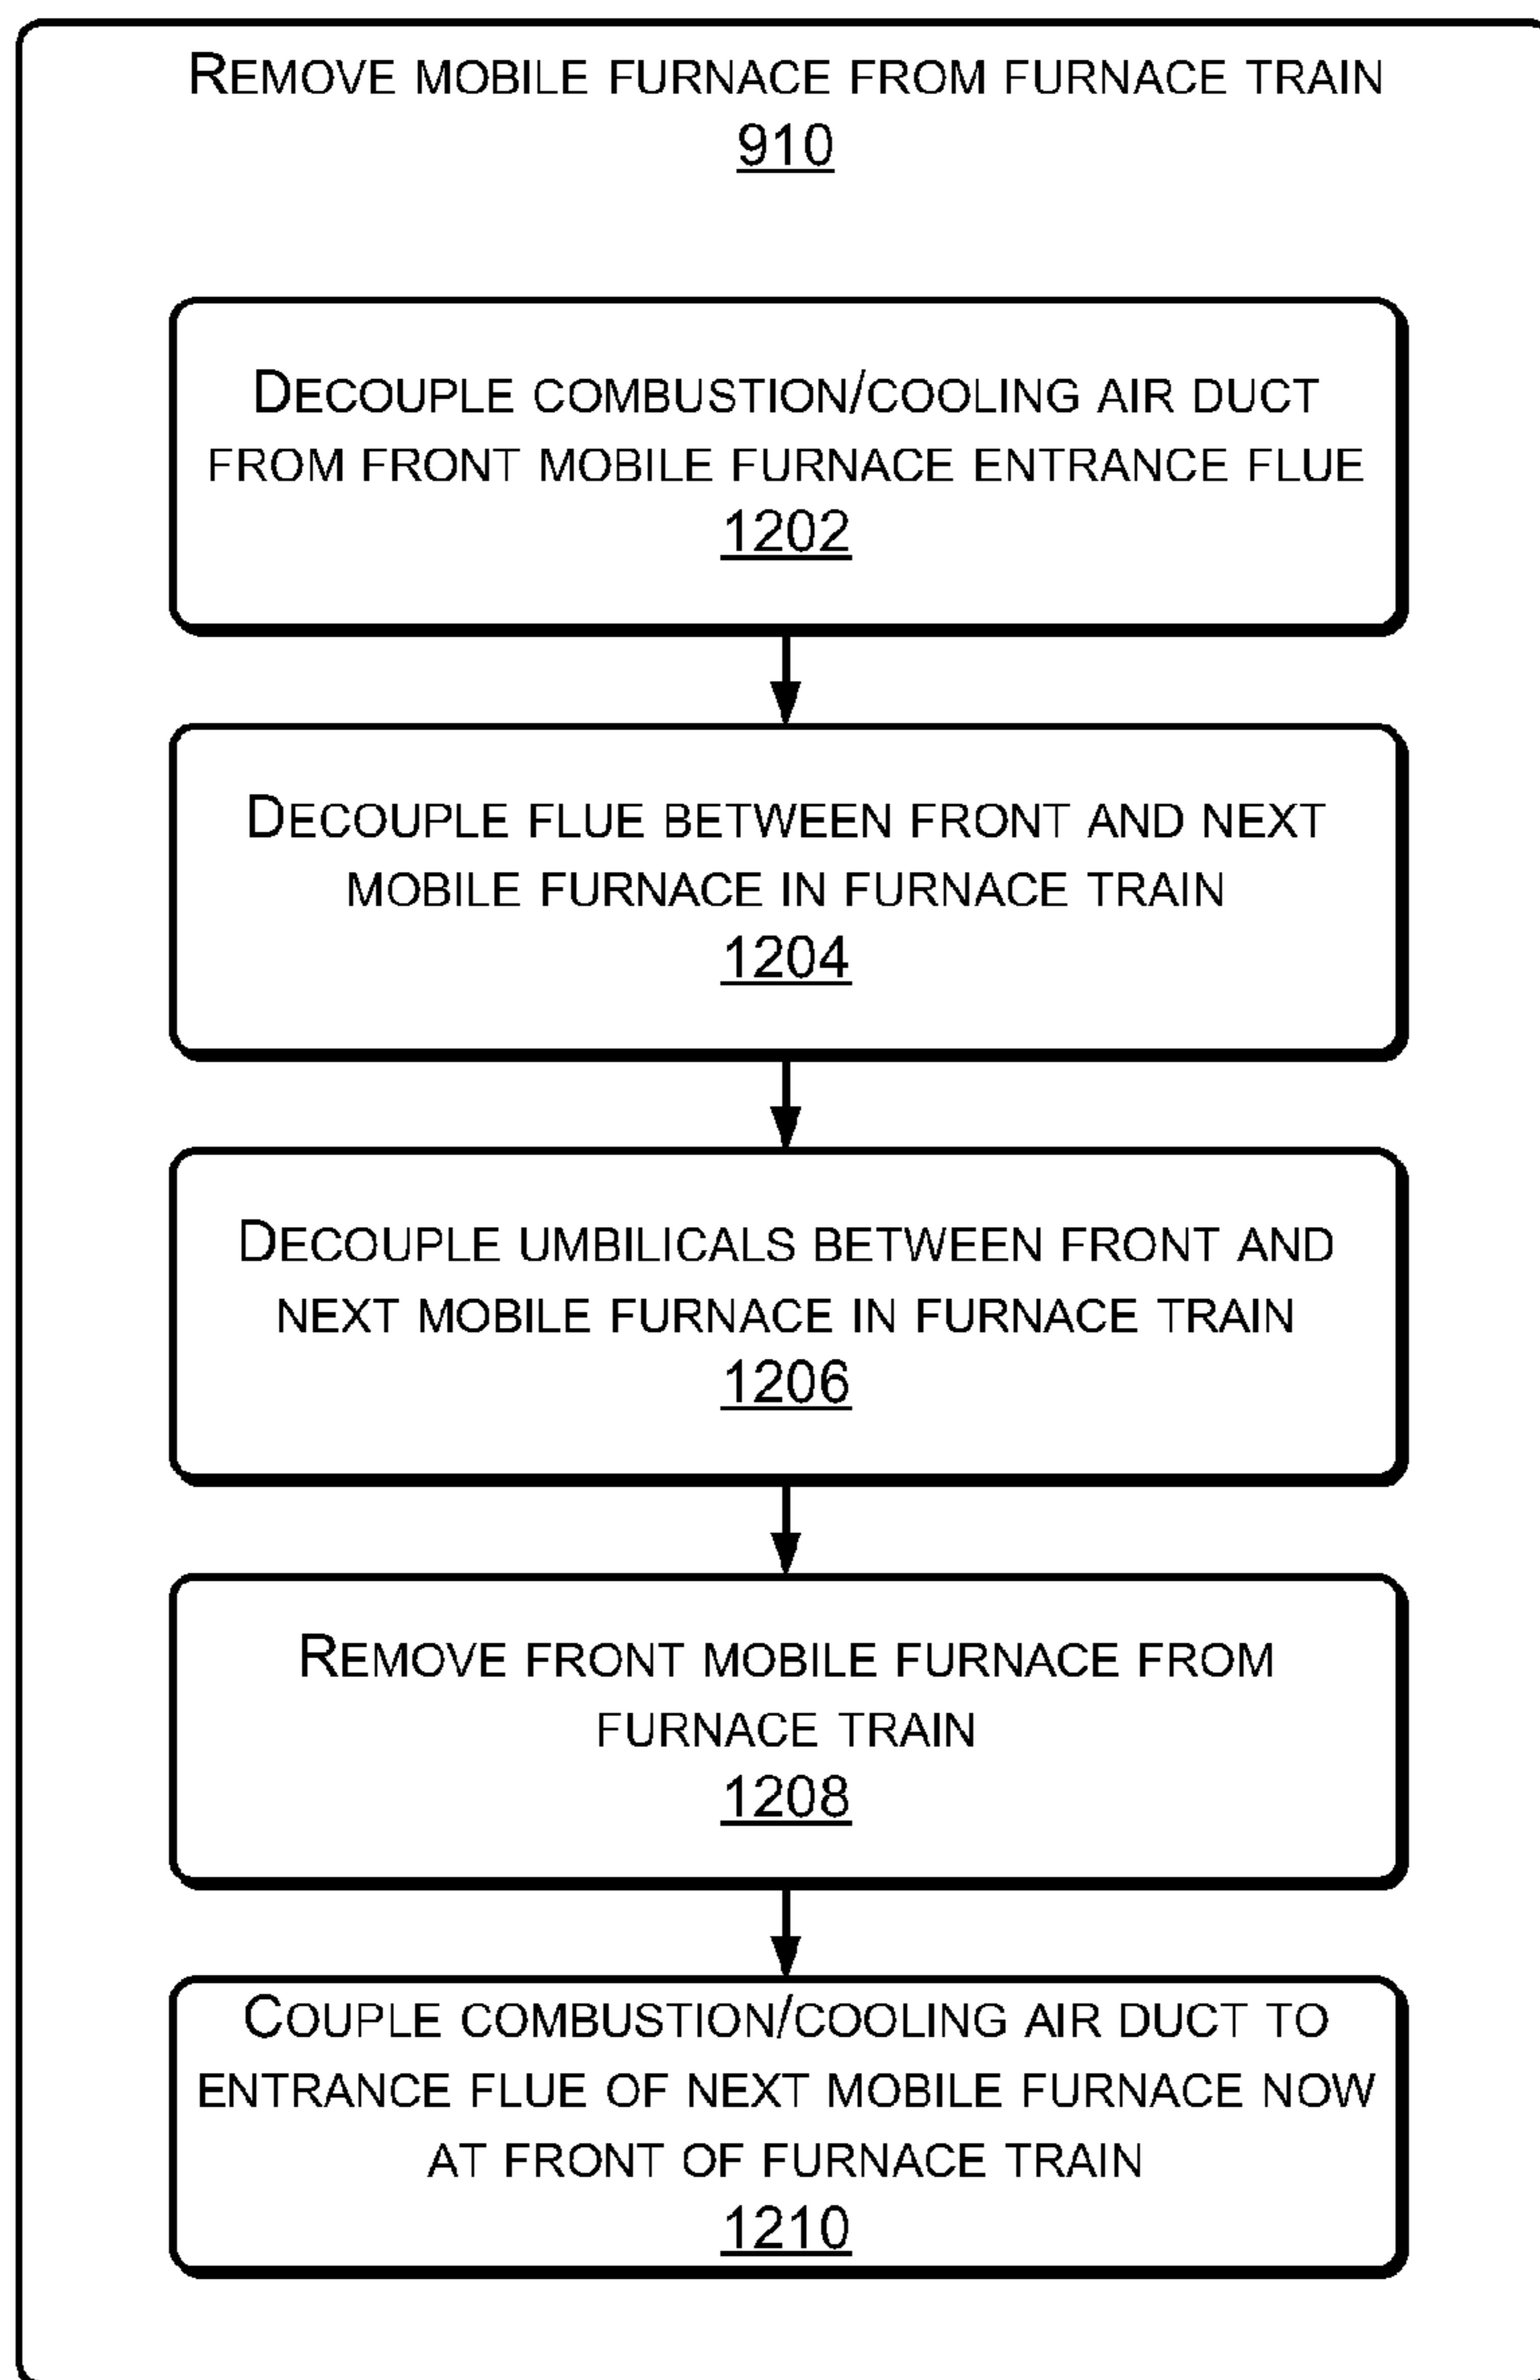 REMOVE MOBILE FURNACE FROM FURNACE TRAIN
910
DECOUPLE COMBUSTION/COOLING AIR DUCT
FROM FRONT MOBILE FURNACE ENTRANCE FLUE
1202
DECOUPLE FLUE BETWEEN FRONT AND NEXT
MOBILE FURNACE IN FURNACE TRAIN
1204
DECOUPLE UMBILICALS BETWEEN FRONT AND
NEXT MOBILE FURNACE IN FURNACE TRAIN
1206
REMOVE FRONT MOBILE FURNACE FROM
FURNACE TRAIN
1208
COUPLE COMBUSTION/COOLING AIR DUCT TO
ENTRANCE FLUE OF NEXT MOBILE FURNACE NOW
AT FRONT OF FURNACE TRAIN
1210